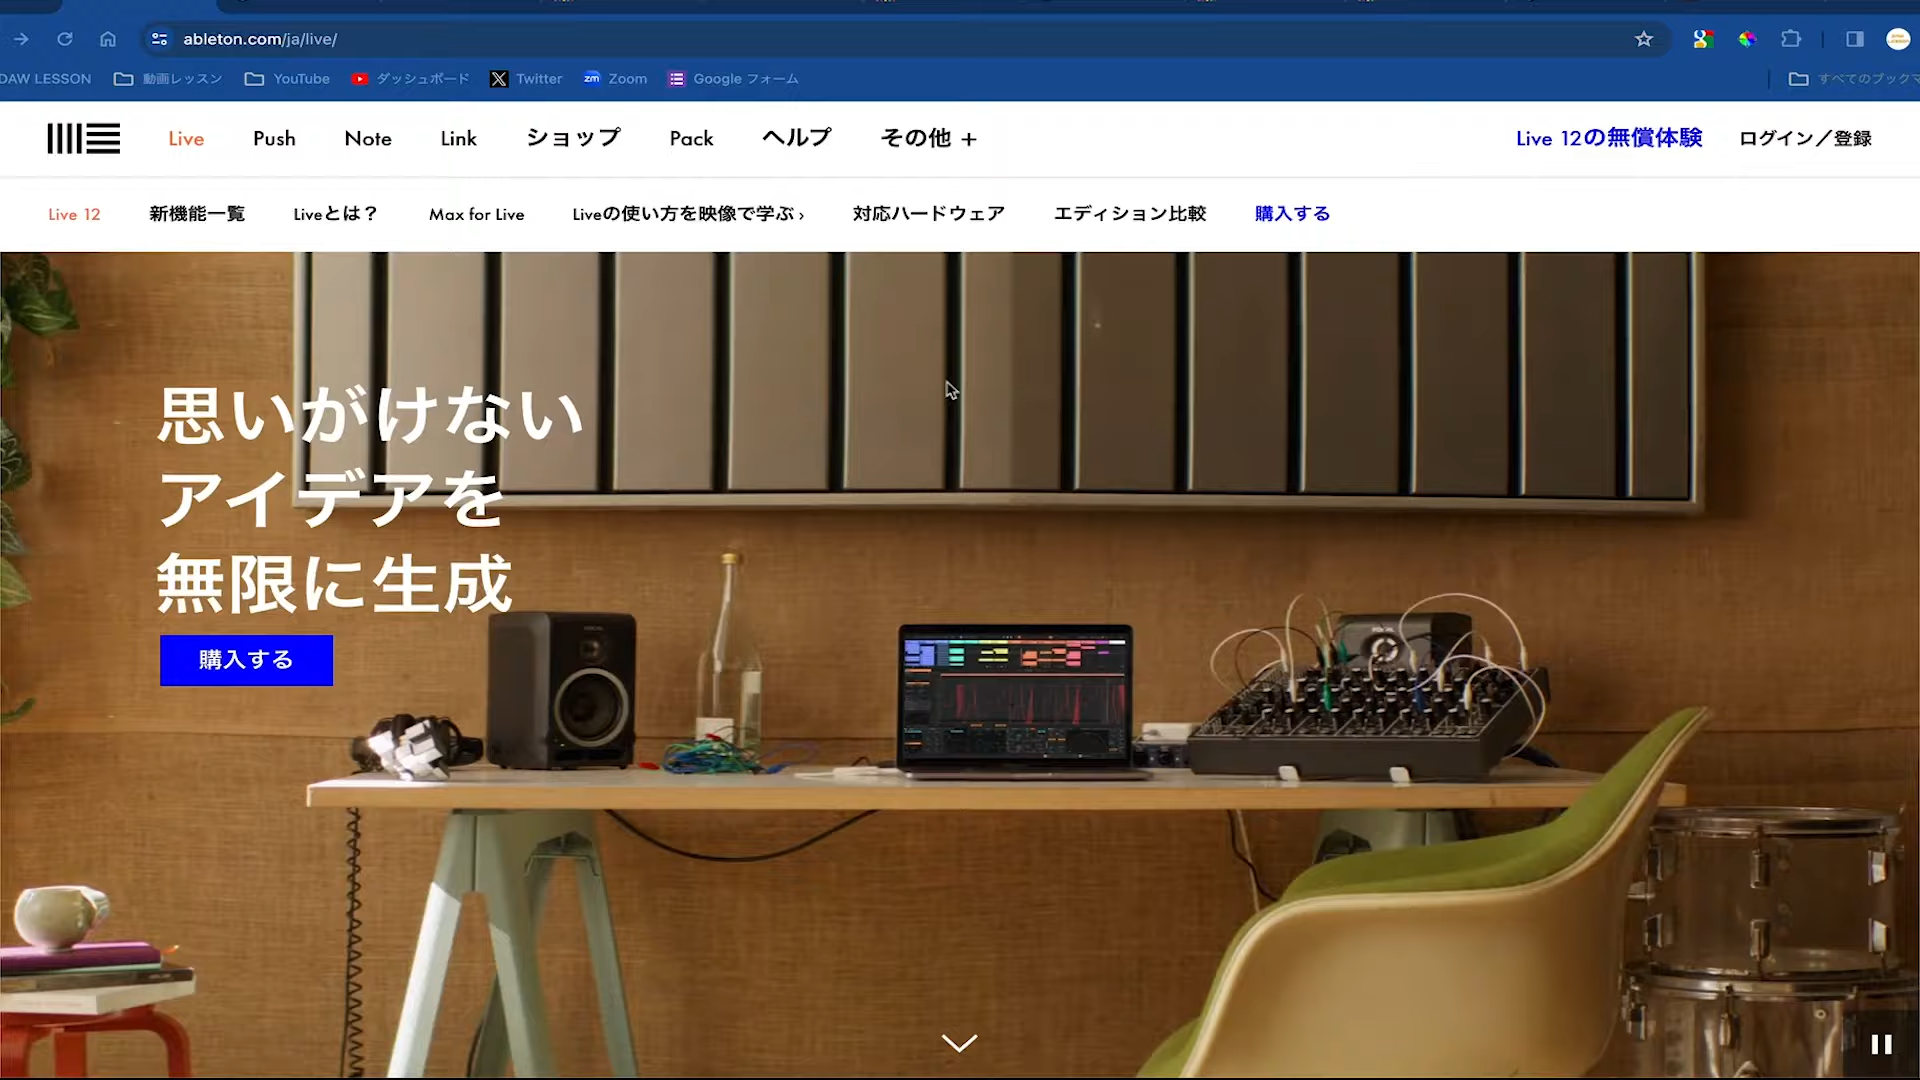 ableton.com/ja/live/
DAW LESSON 動画レッスン YouTube ダッシュボード Twitter Zoom Google フォーム
Live Push Note Link ショップ Pack ヘルプ その他 + Live 12の無償体験 ログイン／登録
Live 12 新機能一覧 Liveとは？ Max for Live Liveの使い方を映像で学ぶ › 対応ハードウェア エディション比較 購入する
思いがけない
アイデアを
無限に生成
購入する